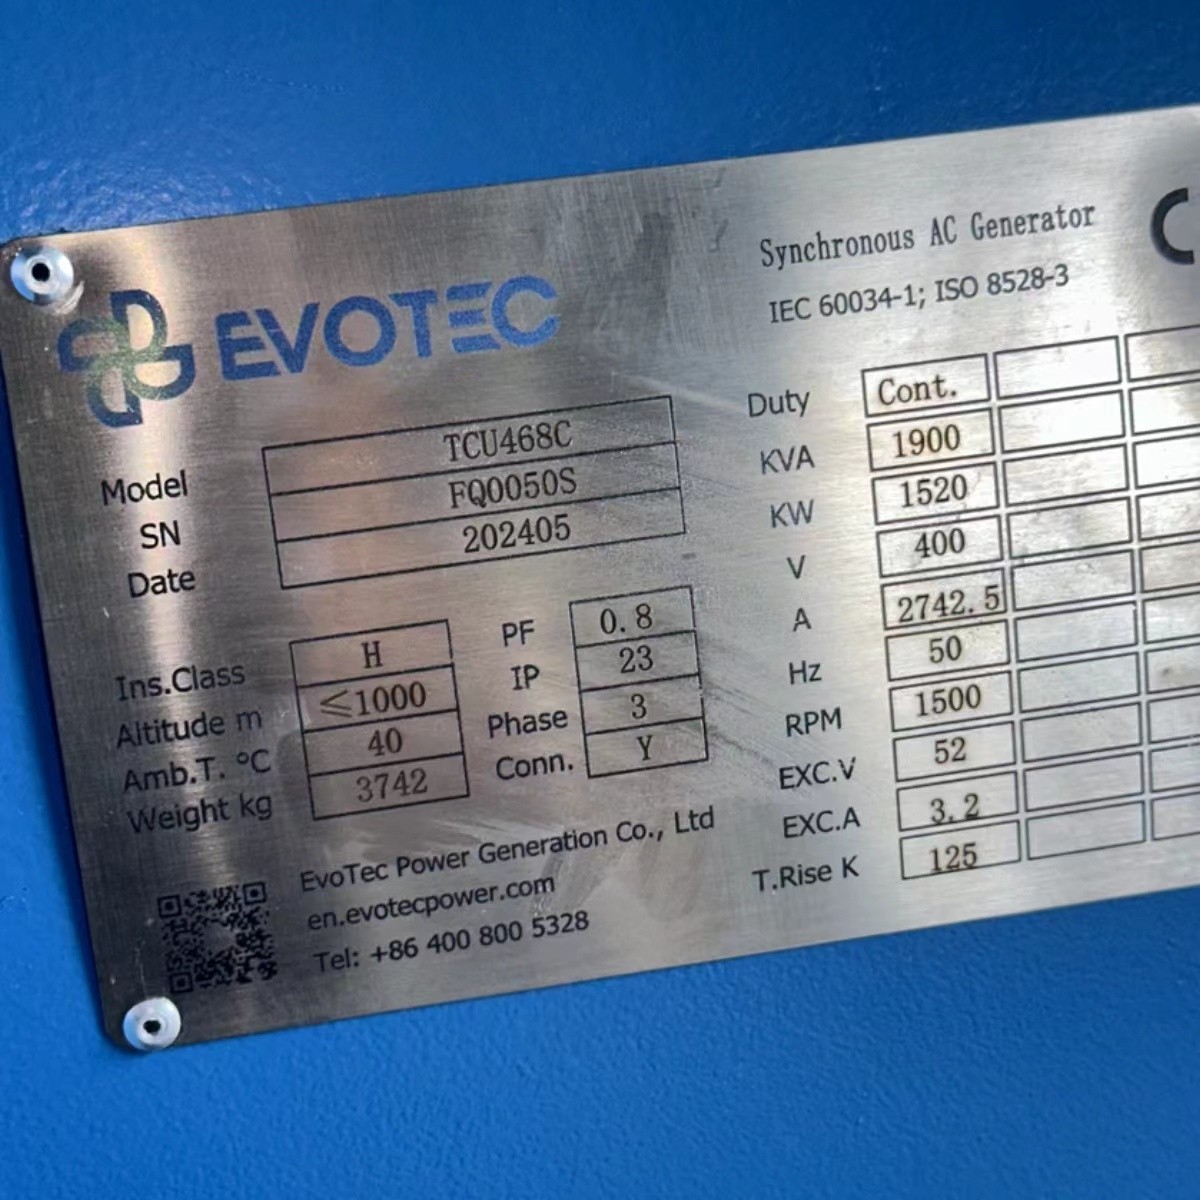 EVOTEC
Synchronous AC Generator
IEC 60034-1; ISO 8528-3
Model TCU468C
SN FQ0050S
Date 202405
Ins.Class H
Altitude m ≤1000
Amb.T. °C 40
Weight kg 3742
PF 0.8
IP 23
Phase 3
Conn. Y
Duty Cont.
KVA 1900
KW 1520
V 400
A 2742.5
Hz 50
RPM 1500
EXC.V 52
EXC.A 3.2
T.Rise K 125
EvoTec Power Generation Co., Ltd
en.evotecpower.com
Tel: +86 400 800 5328